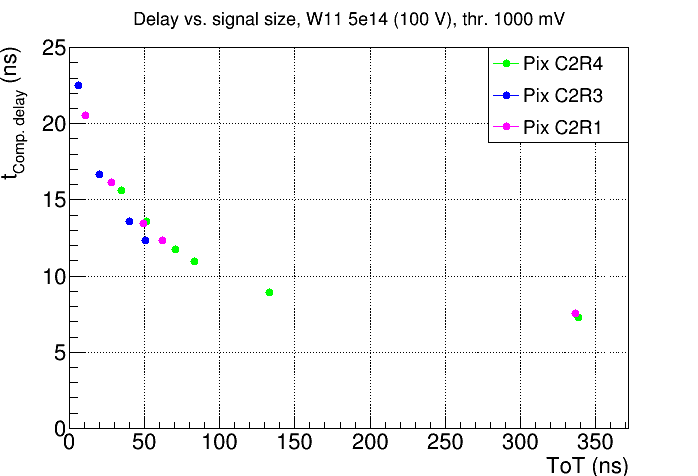 Delay vs. signal size, W11 5e14 (100 V), thr. 1000 mV
t_Comp. delay (ns)
25
20
15
10
5
0
Pix C2R4
Pix C2R3
Pix C2R1
0 50 100 150 200 250 300 350
ToT (ns)